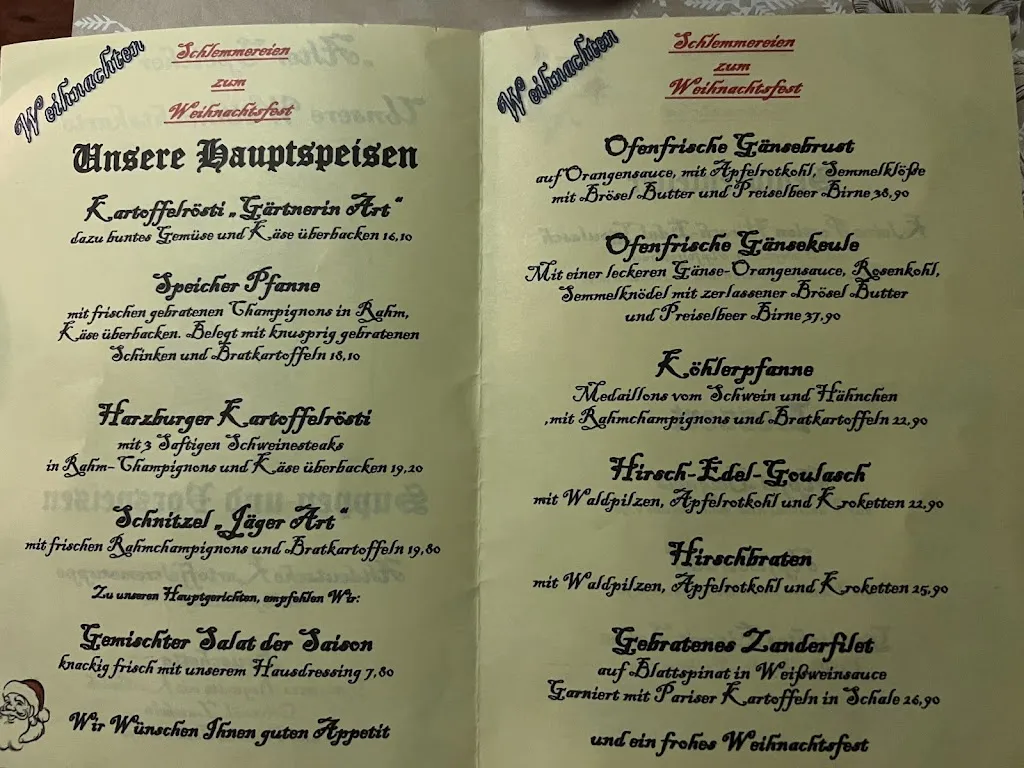 Weihnachten
Schlemmereien
zum
Weihnachtsfest
Unsere Hauptspeisen
Kartoffelrösti „Gärtnerin Art“
dazu buntes Gemüse und Käse überbacken 16,10
Speicher Pfanne
mit frischen gebratenen Champignons in Rahm,
Käse überbacken. Belegt mit knusprig gebratenen
Schinken und Bratkartoffeln 18,10
Harzburger Kartoffelrösti
mit 3 Saftigen Schweinesteaks
in Rahm-Champignons und Käse überbacken 19,20
Schnitzel „Jäger Art“
mit frischen Rahmchampignons und Bratkartoffeln 19,80
Zu unseren Hauptgerichten, empfehlen Wir:
Gemischter Salat der Saison
knackig frisch mit unserem Hausdressing 7,80
Wir Wünschen Ihnen guten Appetit
Weihnachten
Schlemmereien
zum
Weihnachtsfest
Ofenfrische Gänsebrust
auf Orangensauce, mit Apfelrotkohl, Semmelklöße
mit Brösel Butter und Preiselbeer Birne 38,90
Ofenfrische Gänsekeule
Mit einer leckeren Gänse-Orangensauce, Rosenkohl,
Semmelknödel mit zerlassener Brösel Butter
und Preiselbeer Birne 37,90
Köhlerpfanne
Medaillons vom Schwein und Hähnchen
,mit Rahmchampignons und Bratkartoffeln 22,90
Hirsch-Edel-Goulasch
mit Waldpilzen, Apfelrotkohl und Kroketten 22,90
Hirschbraten
mit Waldpilzen, Apfelrotkohl und Kroketten 25,90
Gebratenes Zanderfilet
auf Blattspinat in Weißweinsauce
Garniert mit Pariser Kartoffeln in Schale 26,90
und ein frohes Weihnachtsfest